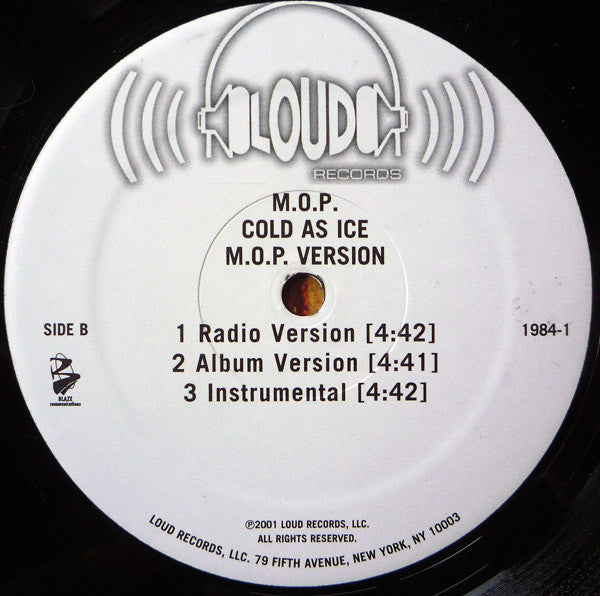 LOUD
RECORDS
M.O.P.
COLD AS ICE
M.O.P. VERSION
SIDE B
1984-1
1 Radio Version [4:42]
2 Album Version [4:41]
3 Instrumental [4:42]
BLAZE
communications
℗2001 LOUD RECORDS, LLC.
ALL RIGHTS RESERVED.
LOUD RECORDS, LLC. 79 FIFTH AVENUE, NEW YORK, NY 10003